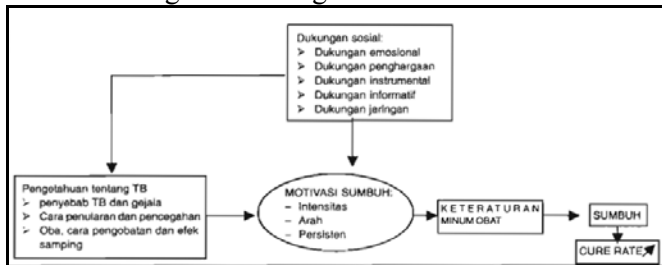 Dukungan sosial:
➢ Dukungan emosional
➢ Dukungan penghargaan
➢ Dukungan instrumental
➢ Dukungan informatif
➢ Dukungan jaringan
Pengetahuan tentang TB
➢ penyebab TB dan gejala
➢ Cara penularan dan pencegahan
➢ Oba, cara pengobatan dan efek
samping
MOTIVASI SUMBUH:
– Intensitas
– Arah
– Persisten
KETERATURAN
MINUM OBAT
SUMBUH
CURE RATE